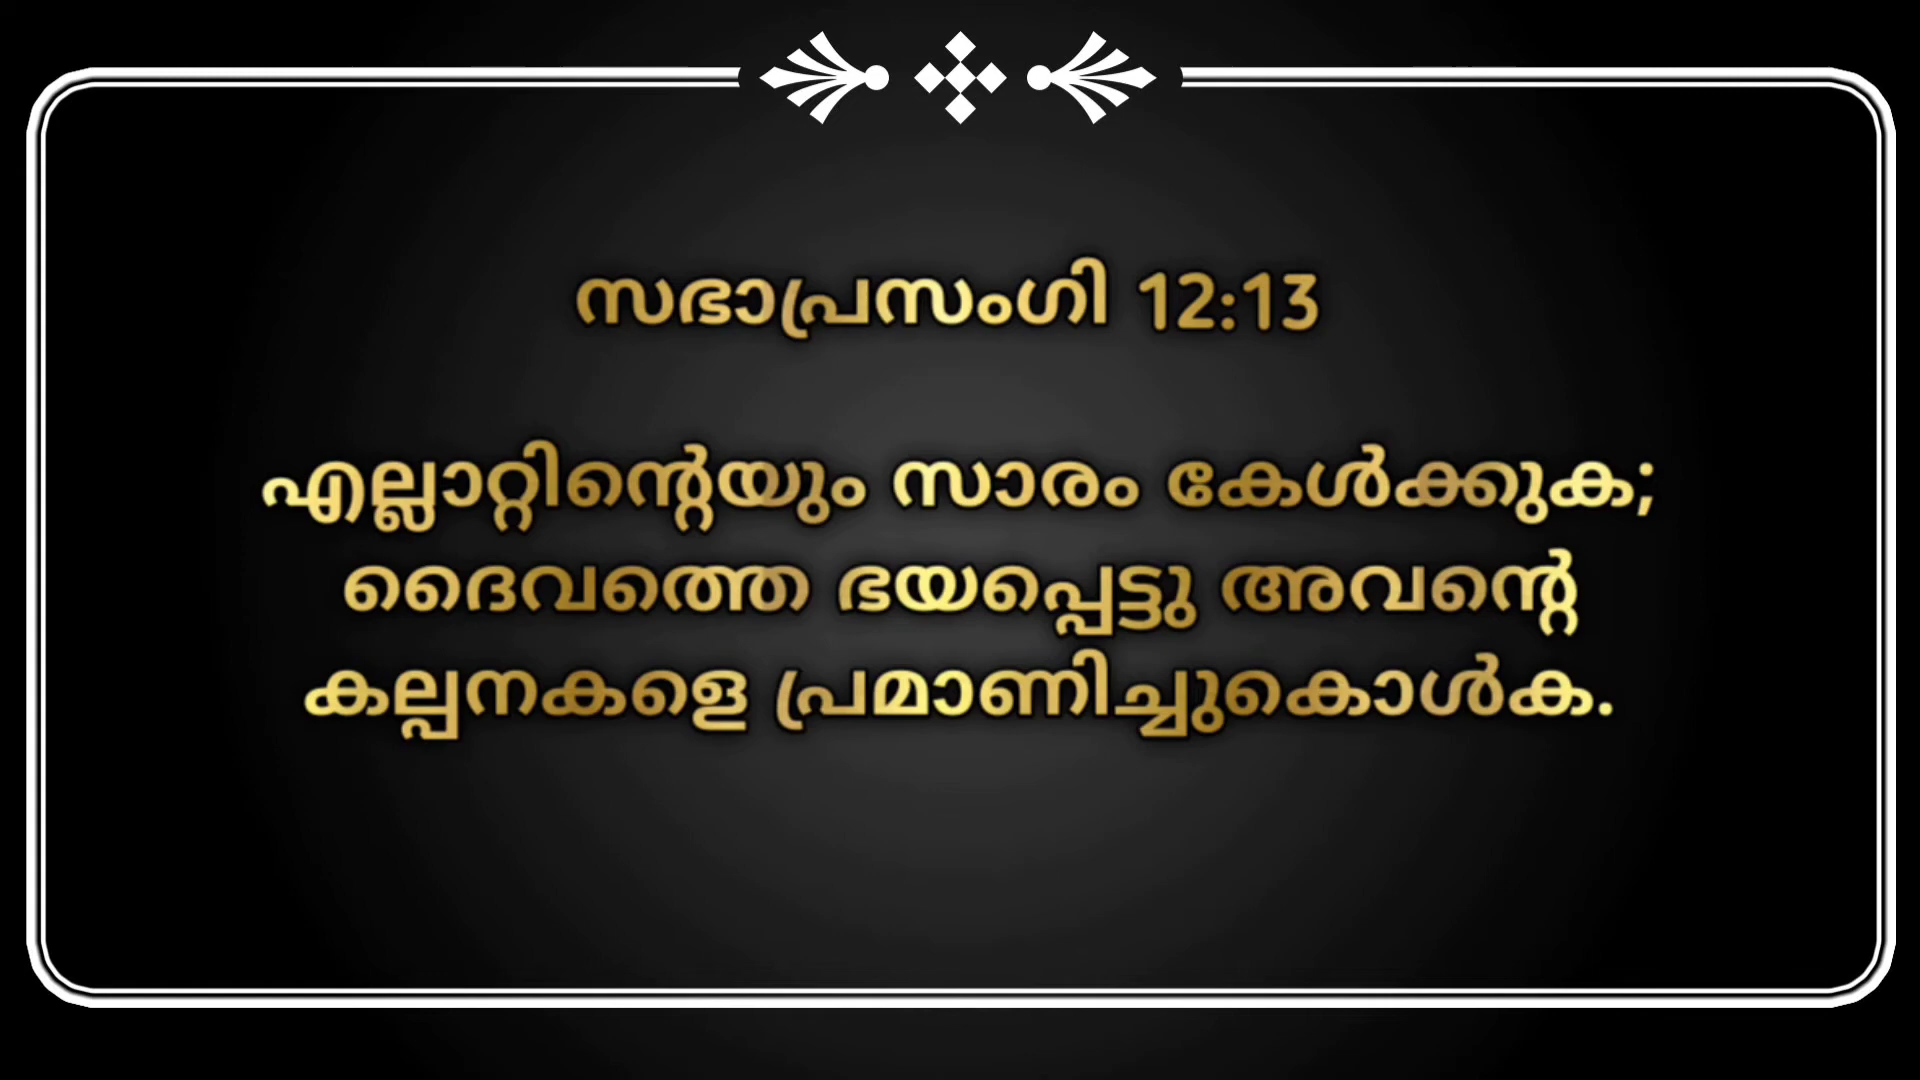 സഭാപ്രസംഗി 12:13
എല്ലാറ്റിന്റെയും സാരം കേൾക്കുക;
ദൈവത്തെ ഭയപ്പെട്ടു അവന്റെ
കല്പനകളെ പ്രമാണിച്ചുകൊൾക.